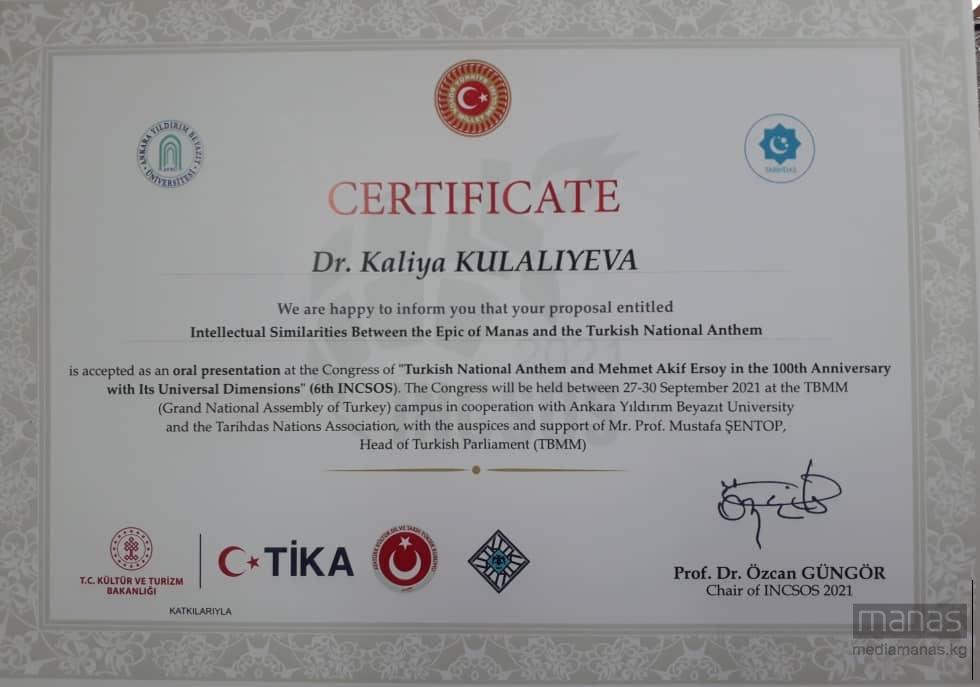 ANKARA YILDIRIM BEYAZIT ÜNİVERSİTESİ
TARIHDAS
CERTIFICATE
Dr. Kaliya KULALIYEVA
We are happy to inform you that your proposal entitled
Intellectual Similarities Between the Epic of Manas and the Turkish National Anthem
is accepted as an oral presentation at the Congress of "Turkish National Anthem and Mehmet Akif Ersoy in the 100th Anniversary
with Its Universal Dimensions" (6th INCSOS). The Congress will be held between 27-30 September 2021 at the TBMM
(Grand National Assembly of Turkey) campus in cooperation with Ankara Yıldırım Beyazıt University
and the Tarihdas Nations Association, with the auspices and support of Mr. Prof. Mustafa ŞENTOP,
Head of Turkish Parliament (TBMM)
T.C. KÜLTÜR VE TURİZM
BAKANLIĞI
TİKA
KATKILARIYLA
Prof. Dr. Özcan GÜNGÖR
Chair of INCSOS 2021
manas
mediamanas.kg